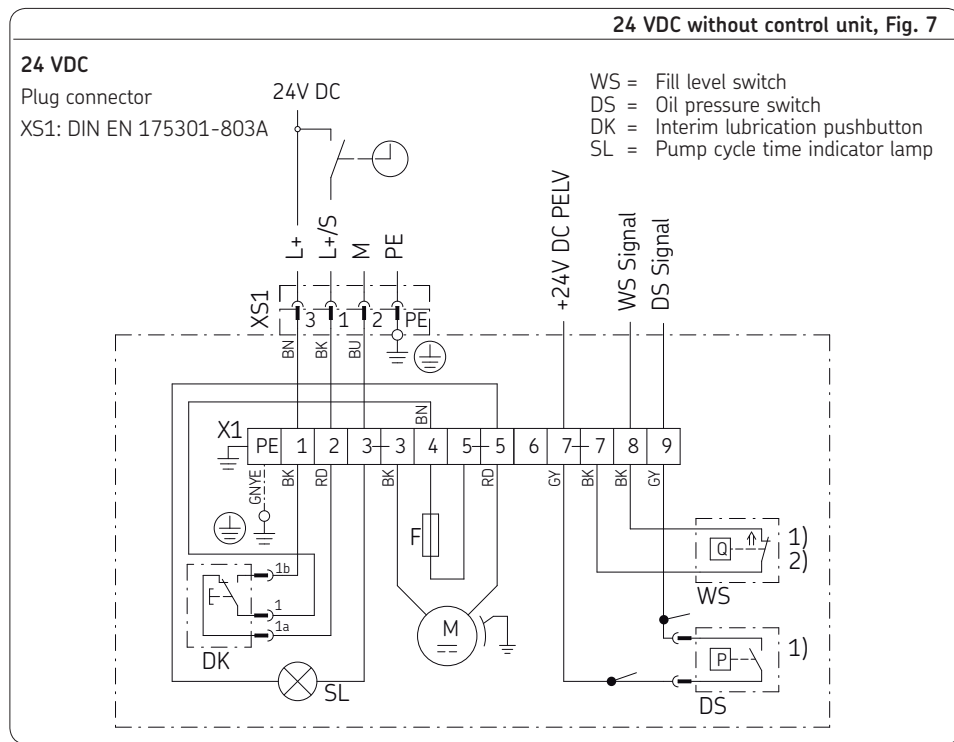 24 VDC without control unit, Fig. 7
24 VDC
Plug connector
XS1: DIN EN 175301-803A
24V DC
WS = Fill level switch
DS = Oil pressure switch
DK = Interim lubrication pushbutton
SL = Pump cycle time indicator lamp
L+
L+/S
M
PE
+24V DC PELV
WS Signal
DS Signal
XS1
3 1 2 PE
BN BK BU
BN
X1
PE 1 2 3 3 4 5 5 6 7 7 8 9
GNYE BK RD BK RD GY BK BK GY
F
Q
1)
2)
WS
1b
1
1a
DK
M
P
1)
DS
SL